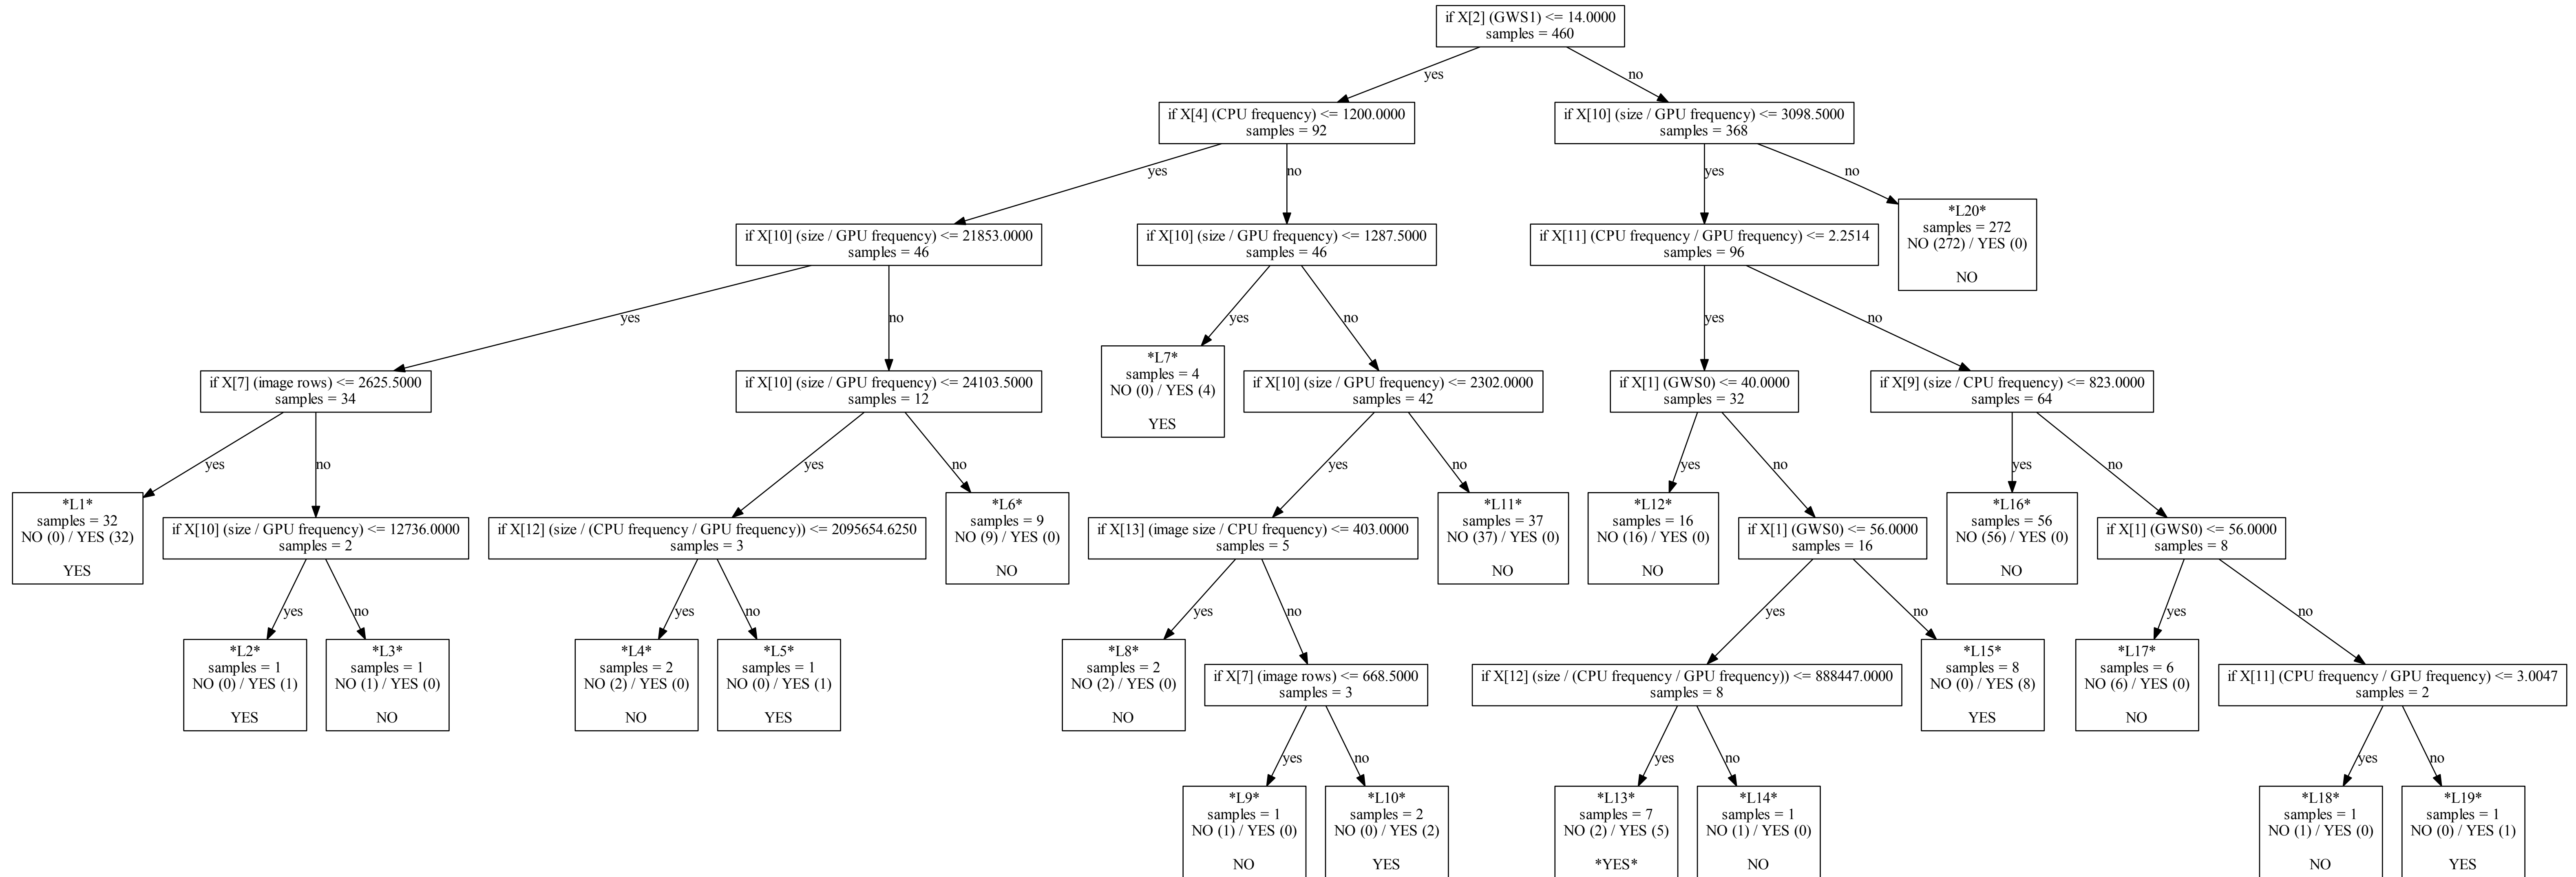 if X[2] (GWS1) <= 14.0000
samples = 460
yes
no
if X[4] (CPU frequency) <= 1200.0000
samples = 92
if X[10] (size / GPU frequency) <= 3098.5000
samples = 368
yes
no
yes
no
if X[10] (size / GPU frequency) <= 21853.0000
samples = 46
if X[10] (size / GPU frequency) <= 1287.5000
samples = 46
if X[11] (CPU frequency / GPU frequency) <= 2.2514
samples = 96
*L20*
samples = 272
NO (272) / YES (0)
NO
yes
no
yes
no
yes
no
if X[7] (image rows) <= 2625.5000
samples = 34
if X[10] (size / GPU frequency) <= 24103.5000
samples = 12
*L7*
samples = 4
NO (0) / YES (4)
YES
if X[10] (size / GPU frequency) <= 2302.0000
samples = 42
if X[1] (GWS0) <= 40.0000
samples = 32
if X[9] (size / CPU frequency) <= 823.0000
samples = 64
yes
no
yes
no
yes
no
yes
no
yes
no
*L1*
samples = 32
NO (0) / YES (32)
YES
if X[10] (size / GPU frequency) <= 12736.0000
samples = 2
if X[12] (size / (CPU frequency / GPU frequency)) <= 2095654.6250
samples = 3
*L6*
samples = 9
NO (9) / YES (0)
NO
if X[13] (image size / CPU frequency) <= 403.0000
samples = 5
*L11*
samples = 37
NO (37) / YES (0)
NO
*L12*
samples = 16
NO (16) / YES (0)
NO
if X[1] (GWS0) <= 56.0000
samples = 16
*L16*
samples = 56
NO (56) / YES (0)
NO
if X[1] (GWS0) <= 56.0000
samples = 8
yes
no
yes
no
yes
no
yes
no
yes
no
*L2*
samples = 1
NO (0) / YES (1)
YES
*L3*
samples = 1
NO (1) / YES (0)
NO
*L4*
samples = 2
NO (2) / YES (0)
NO
*L5*
samples = 1
NO (0) / YES (1)
YES
*L8*
samples = 2
NO (2) / YES (0)
NO
if X[7] (image rows) <= 668.5000
samples = 3
if X[12] (size / (CPU frequency / GPU frequency)) <= 888447.0000
samples = 8
*L15*
samples = 8
NO (0) / YES (8)
YES
*L17*
samples = 6
NO (6) / YES (0)
NO
if X[11] (CPU frequency / GPU frequency) <= 3.0047
samples = 2
yes
no
yes
no
yes
no
*L9*
samples = 1
NO (1) / YES (0)
NO
*L10*
samples = 2
NO (0) / YES (2)
YES
*L13*
samples = 7
NO (2) / YES (5)
*YES*
*L14*
samples = 1
NO (1) / YES (0)
NO
*L18*
samples = 1
NO (1) / YES (0)
NO
*L19*
samples = 1
NO (0) / YES (1)
YES